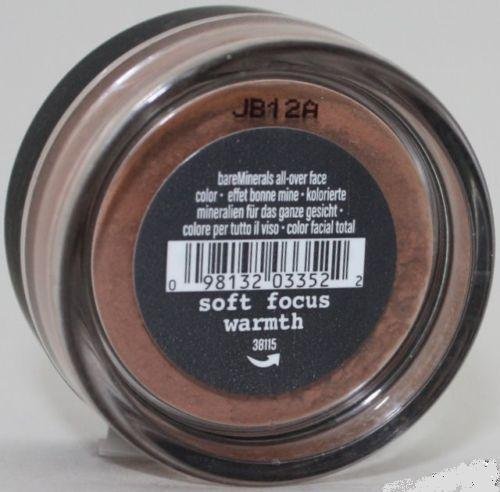 JB12A
bareMinerals all-over face
color • effet bonne mine • kolorierte
mineralien für das ganze gesicht •
colore per tutto il viso • color facial total
0 98132 03352 2
soft focus
warmth
38115